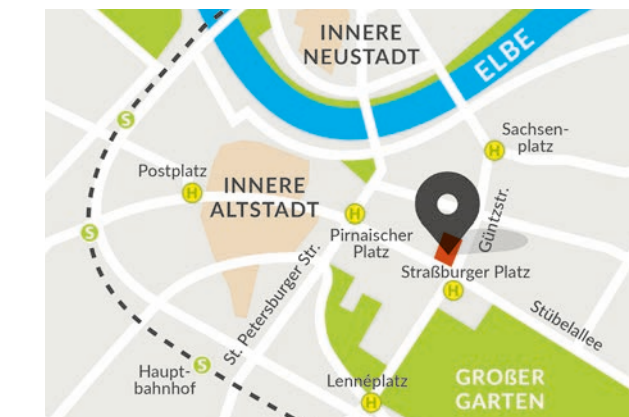 INNERE
NEUSTADT
ELBE
S
Sachsen-
platz
H
Postplatz
H
INNERE
ALTSTADT
H
Pirnaischer
Platz
Güntzstr.
S
Straßburger Platz
H
St. Petersburger Str.
Stübelallee
Haupt-
bahnhof
S
Lennéplatz
H
GROßER
GARTEN